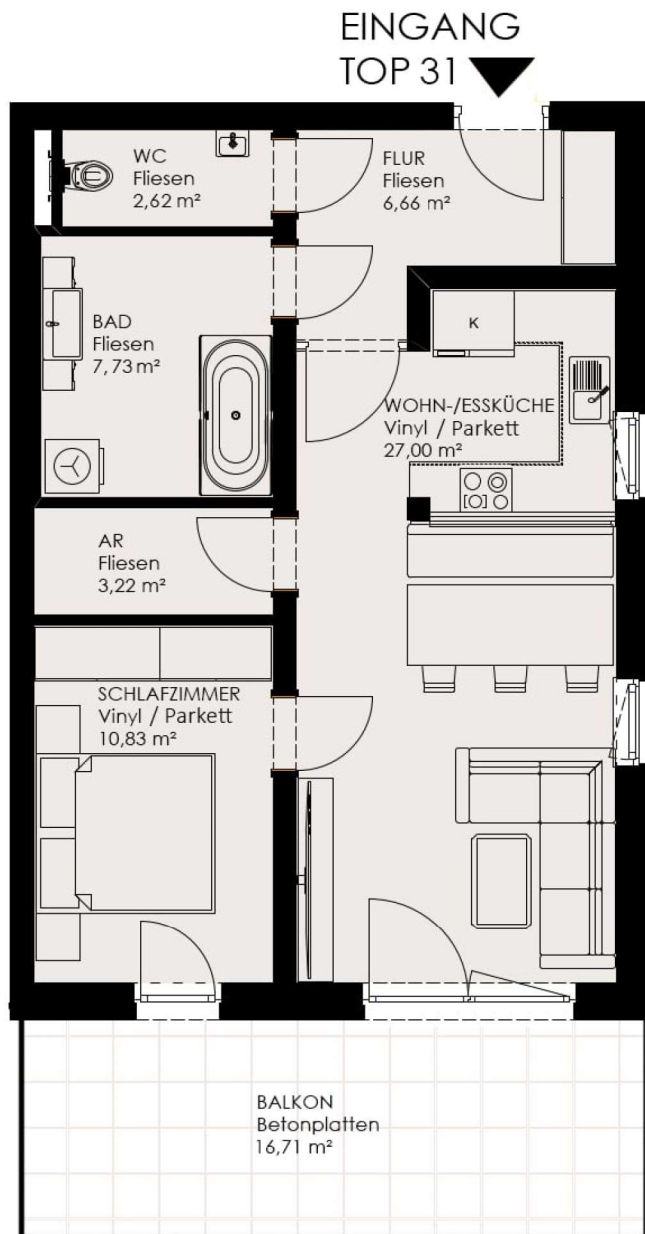 EINGANG
TOP 31
WC
Fliesen
2,62 m²
FLUR
Fliesen
6,66 m²
BAD
Fliesen
7,73 m²
K
WOHN-/ESSKÜCHE
Vinyl / Parkett
27,00 m²
AR
Fliesen
3,22 m²
SCHLAFZIMMER
Vinyl / Parkett
10,83 m²
BALKON
Betonplatten
16,71 m²